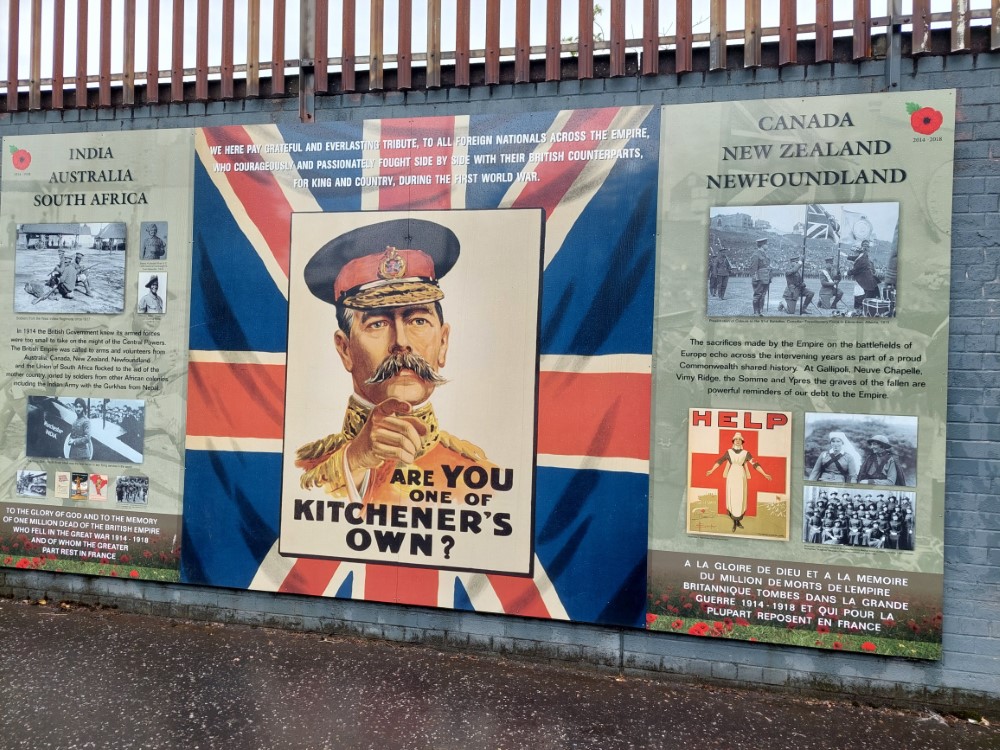 INDIA
AUSTRALIA
SOUTH AFRICA
In 1914 the British Government knew its armed forces
were too small to take on the might of the Central Powers.
The British Empire was called to arms and volunteers from
Australia, Canada, New Zealand, Newfoundland
and the Union of South Africa flocked to the aid of the
mother country, joined by soldiers from other African colonies
including the Indian Army with the Gurkhas from Nepal.
TO THE GLORY OF GOD AND TO THE MEMORY
OF ONE MILLION DEAD OF THE BRITISH EMPIRE
WHO FELL IN THE GREAT WAR 1914 - 1918
AND OF WHOM THE GREATER
PART REST IN FRANCE
WE HERE PAY GRATEFUL AND EVERLASTING TRIBUTE, TO ALL FOREIGN NATIONALS ACROSS THE EMPIRE,
WHO COURAGEOUSLY AND PASSIONATELY FOUGHT SIDE BY SIDE WITH THEIR BRITISH COUNTERPARTS,
FOR KING AND COUNTRY, DURING THE FIRST WORLD WAR.
ARE YOU
ONE OF
KITCHENER'S
OWN?
CANADA
NEW ZEALAND
NEWFOUNDLAND
2014 - 2018
The sacrifices made by the Empire on the battlefields of
Europe echo across the intervening years as part of a proud
Commonwealth shared history. At Gallipoli, Neuve Chapelle,
Vimy Ridge, the Somme and Ypres the graves of the fallen are
powerful reminders of our debt to the Empire.
HELP
A LA GLOIRE DE DIEU ET A LA MEMOIRE
DU MILLION DE MORTS DE L'EMPIRE
BRITANNIQUE TOMBES DANS LA GRANDE
GUERRE 1914 - 1918 ET QUI POUR LA
PLUPART REPOSENT EN FRANCE